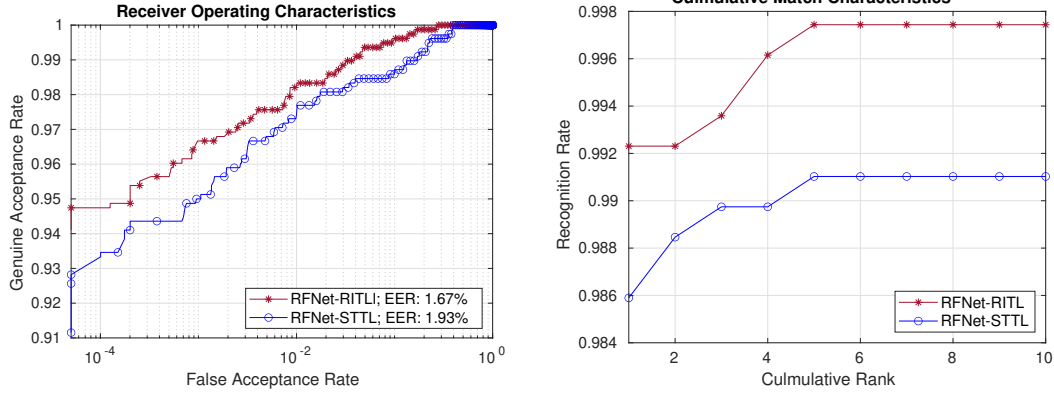 Receiver Operating Characteristics
1
0.99
0.98
0.97
0.96
0.95
0.94
0.93
0.92
0.91
Genuine Acceptance Rate
RFNet-RITLl; EER: 1.67%
RFNet-STTL; EER: 1.93%
10^-4
10^-2
10^0
False Acceptance Rate
Culmulative Match Characteristics
0.998
0.996
0.994
0.992
0.99
0.988
0.986
0.984
Recognition Rate
RFNet-RITL
RFNet-STTL
2
4
6
8
10
Culmulative Rank